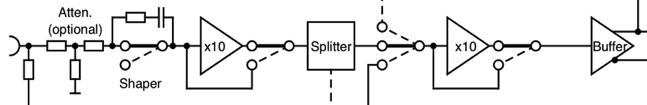 Atten.
(optional)
Shaper
x10
Splitter
x10
Buffer